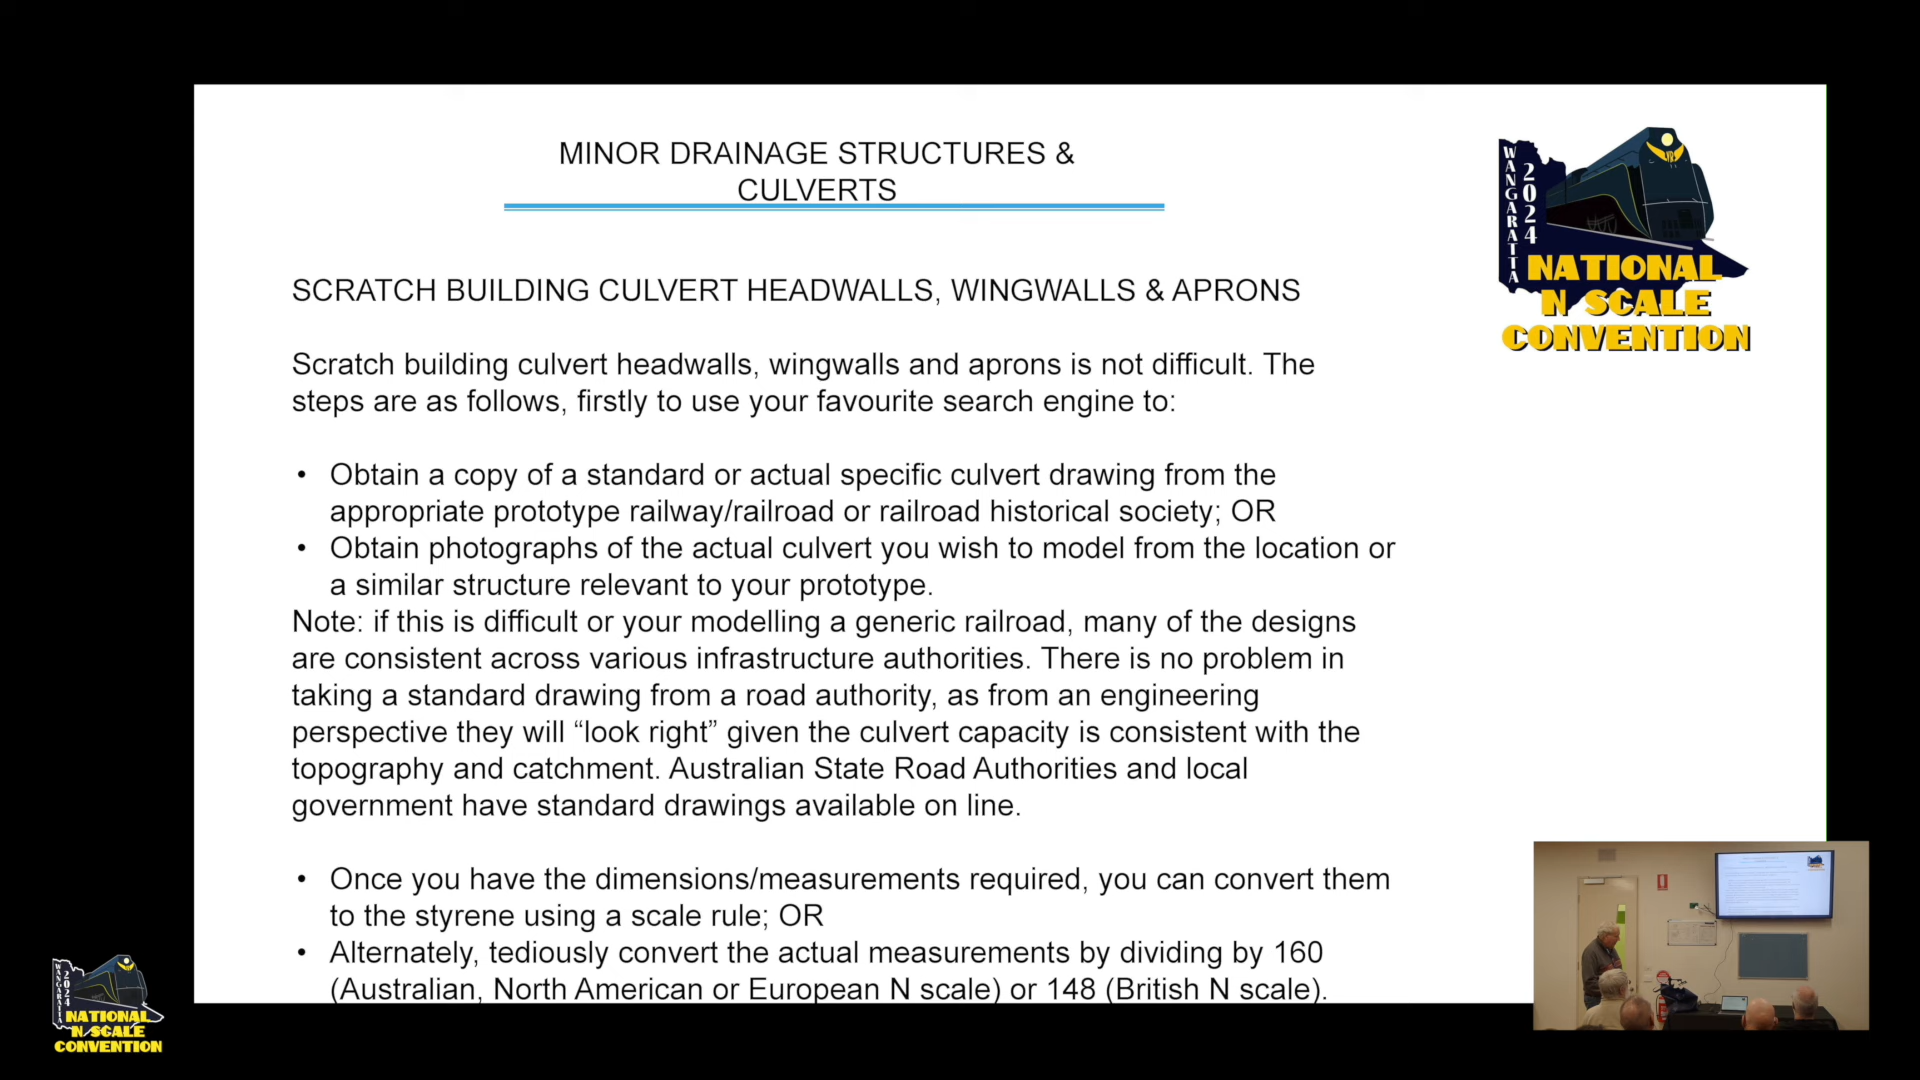 MINOR DRAINAGE STRUCTURES &
CULVERTS
WANGARATTA
2024
NATIONAL
N SCALE
CONVENTION
SCRATCH BUILDING CULVERT HEADWALLS, WINGWALLS & APRONS
Scratch building culvert headwalls, wingwalls and aprons is not difficult. The
steps are as follows, firstly to use your favourite search engine to:
• Obtain a copy of a standard or actual specific culvert drawing from the
appropriate prototype railway/railroad or railroad historical society; OR
• Obtain photographs of the actual culvert you wish to model from the location or
a similar structure relevant to your prototype.
Note: if this is difficult or your modelling a generic railroad, many of the designs
are consistent across various infrastructure authorities. There is no problem in
taking a standard drawing from a road authority, as from an engineering
perspective they will “look right” given the culvert capacity is consistent with the
topography and catchment. Australian State Road Authorities and local
government have standard drawings available on line.
• Once you have the dimensions/measurements required, you can convert them
to the styrene using a scale rule; OR
• Alternately, tediously convert the actual measurements by dividing by 160
(Australian, North American or European N scale) or 148 (British N scale).
WANGARATTA
2024
NATIONAL
N SCALE
CONVENTION